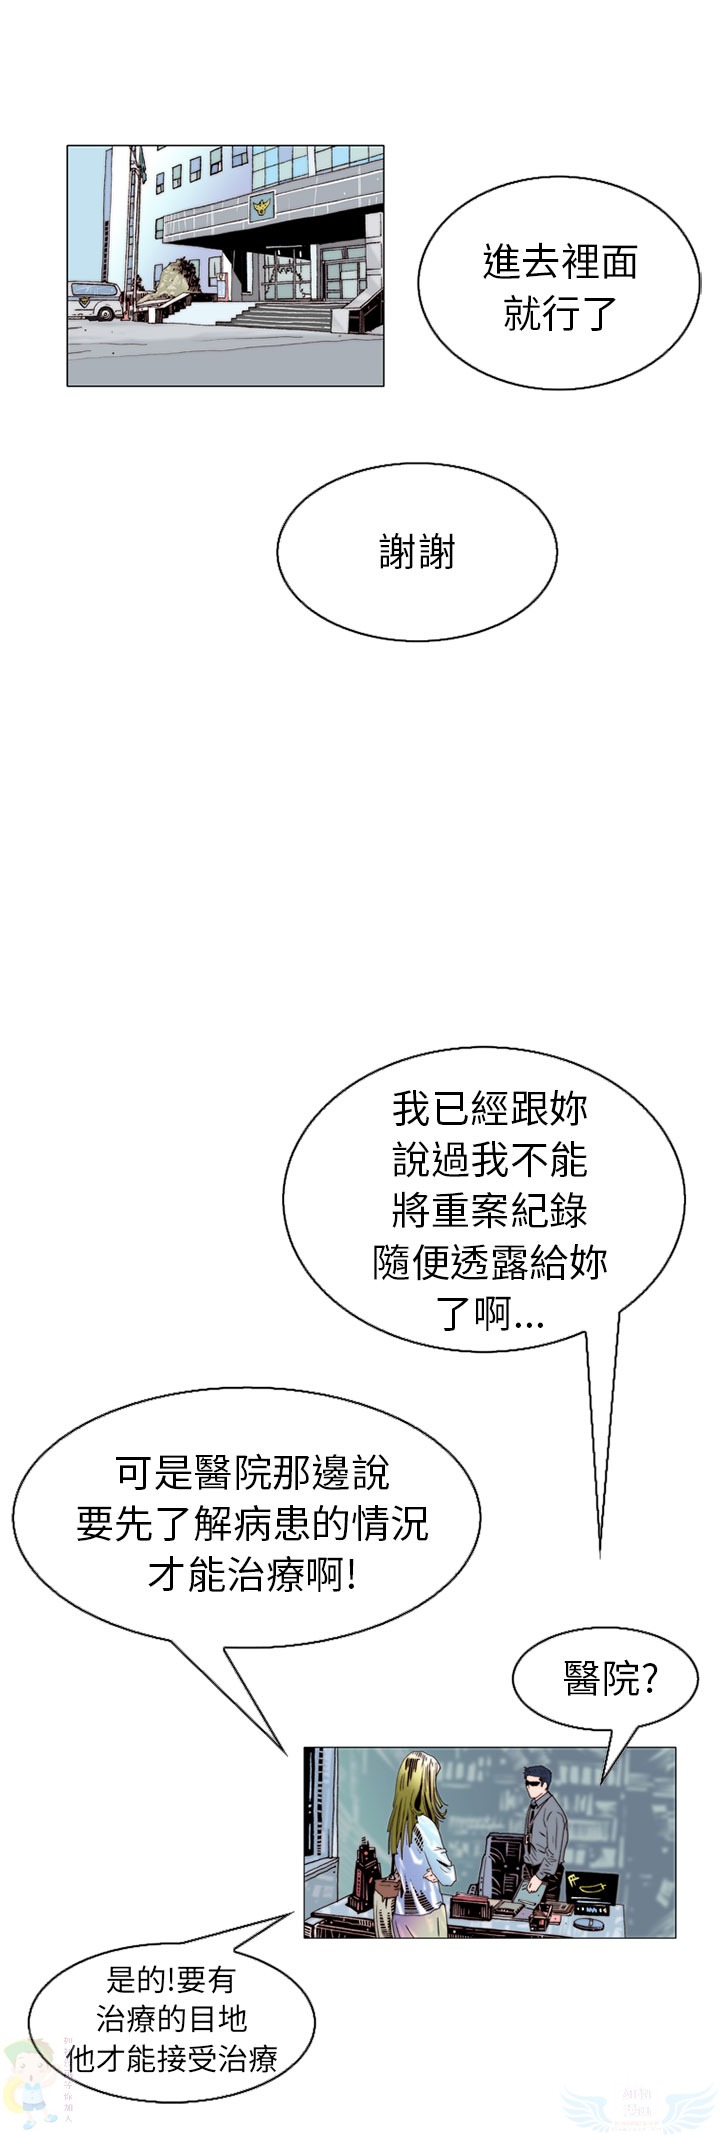 進去裡面
就行了
謝謝
我已經跟妳
說過我不能
將重案紀錄
隨便透露給妳
了啊...
可是醫院那邊說
要先了解病患的情況
才能治療啊!
醫院?
是的!要有
治療的目地
他才能接受治療